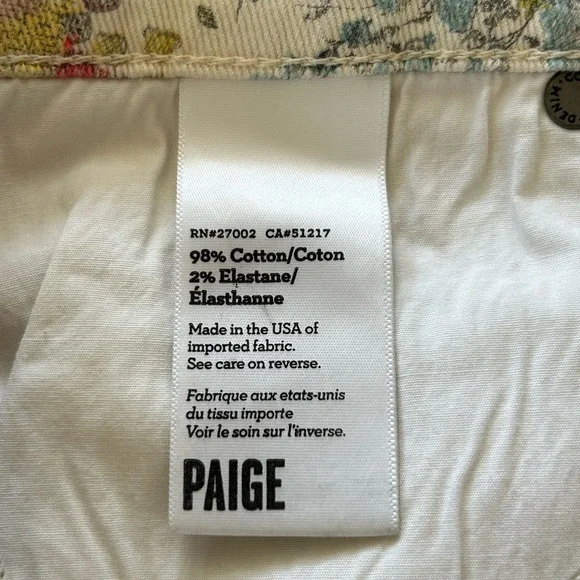 RN#27002 CA#51217
98% Cotton/Coton
2% Elastane/
Élasthanne
Made in the USA of
imported fabric.
See care on reverse.
Fabrique aux etats-unis
du tissu importe
Voir le soin sur l'inverse.
PAIGE
DENIM